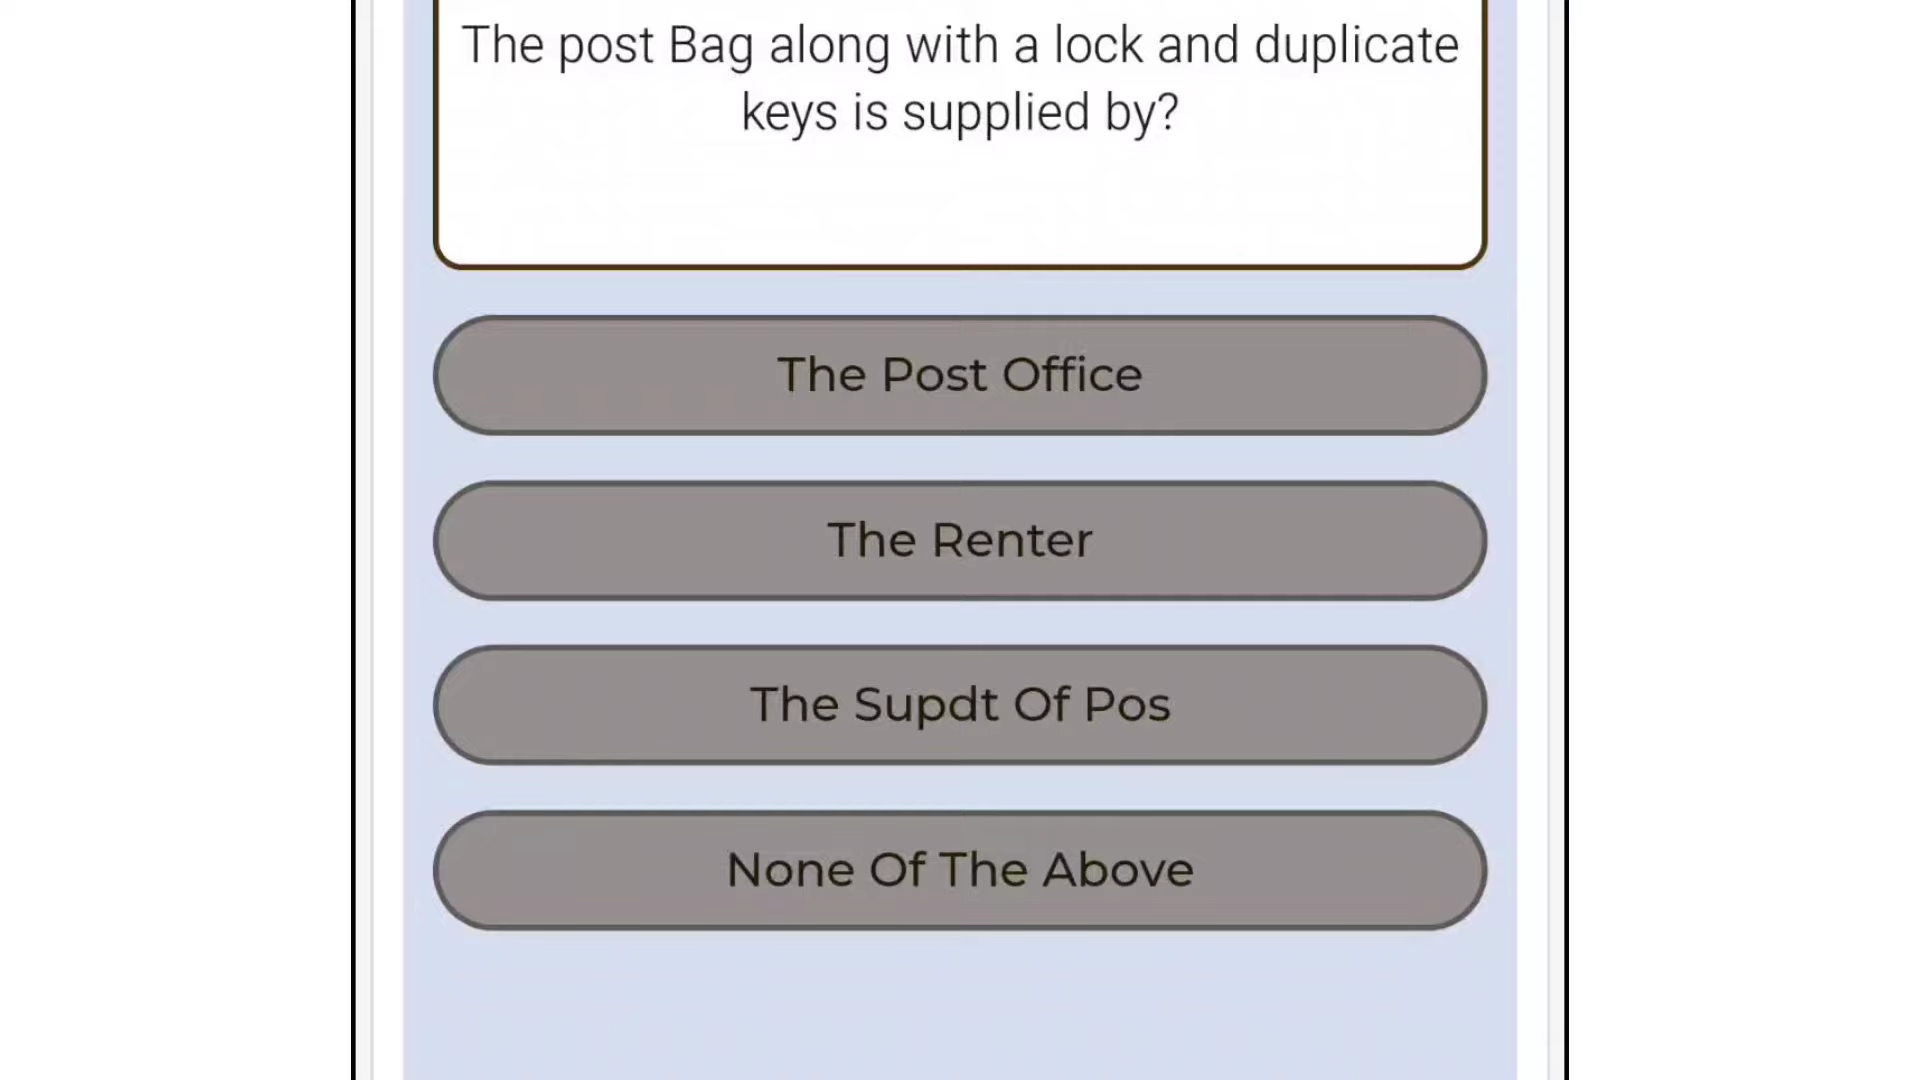 The post Bag along with a lock and duplicate
keys is supplied by?
The Post Office
The Renter
The Supdt Of Pos
None Of The Above